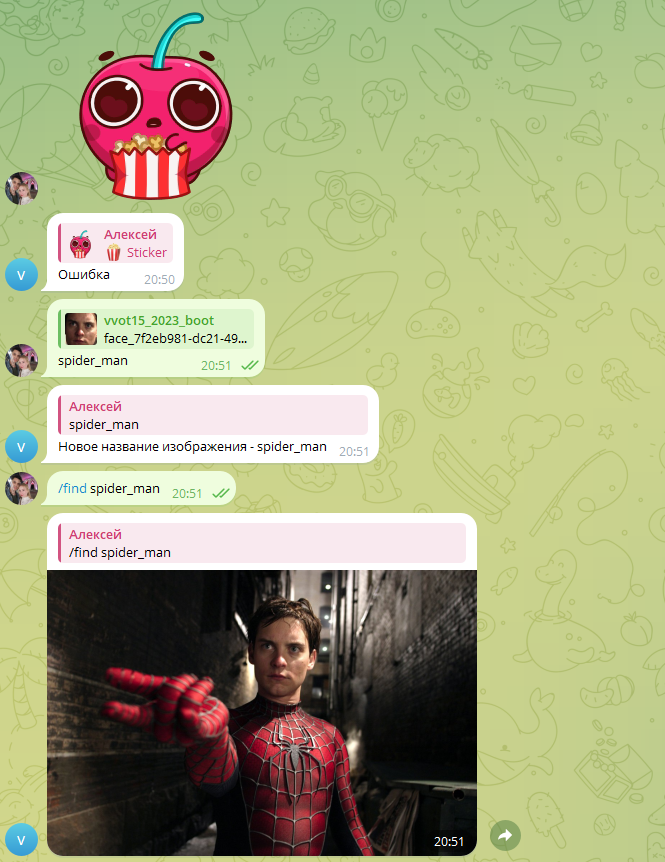 Алексей
Sticker
Ошибка
20:50
vvot15_2023_boot
face_7f2eb981-dc21-49...
spider_man
20:51
Алексей
spider_man
Новое название изображения - spider_man
20:51
/find spider_man
20:51
Алексей
/find spider_man
20:51
V
V
V